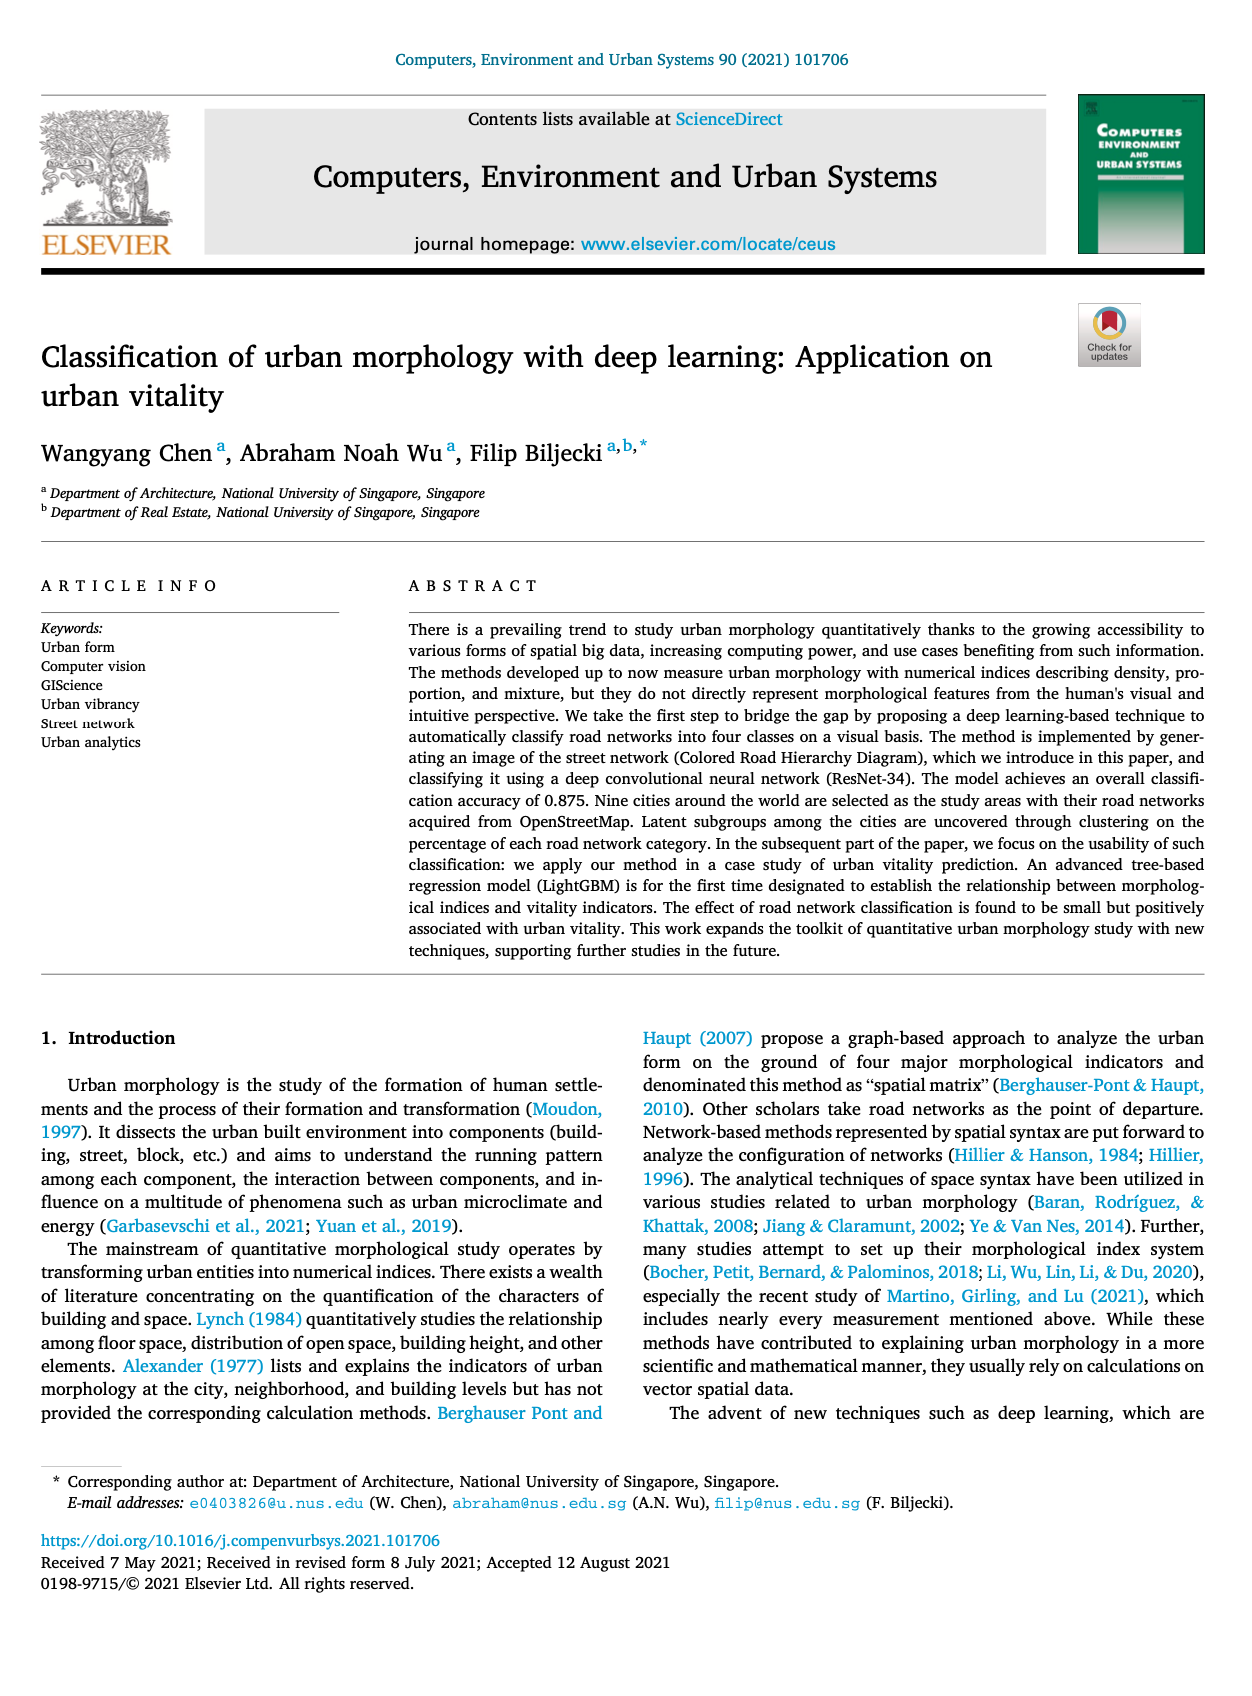 Computers, Environment and Urban Systems 90 (2021) 101706
ELSEVIER
Contents lists available at ScienceDirect
Computers, Environment and Urban Systems
journal homepage: www.elsevier.com/locate/ceus
COMPUTERS
ENVIRONMENT
AND
URBAN SYSTEMS
Check for
updates
Classification of urban morphology with deep learning: Application on
urban vitality
Wangyang Chen a, Abraham Noah Wu a, Filip Biljecki a,b,*
a Department of Architecture, National University of Singapore, Singapore
b Department of Real Estate, National University of Singapore, Singapore
ARTICLE INFO
Keywords:
Urban form
Computer vision
GIScience
Urban vibrancy
Street network
Urban analytics
ABSTRACT
There is a prevailing trend to study urban morphology quantitatively thanks to the growing accessibility to
various forms of spatial big data, increasing computing power, and use cases benefiting from such information.
The methods developed up to now measure urban morphology with numerical indices describing density, pro-
portion, and mixture, but they do not directly represent morphological features from the human's visual and
intuitive perspective. We take the first step to bridge the gap by proposing a deep learning-based technique to
automatically classify road networks into four classes on a visual basis. The method is implemented by gener-
ating an image of the street network (Colored Road Hierarchy Diagram), which we introduce in this paper, and
classifying it using a deep convolutional neural network (ResNet-34). The model achieves an overall classifi-
cation accuracy of 0.875. Nine cities around the world are selected as the study areas with their road networks
acquired from OpenStreetMap. Latent subgroups among the cities are uncovered through clustering on the
percentage of each road network category. In the subsequent part of the paper, we focus on the usability of such
classification: we apply our method in a case study of urban vitality prediction. An advanced tree-based
regression model (LightGBM) is for the first time designated to establish the relationship between morpholog-
ical indices and vitality indicators. The effect of road network classification is found to be small but positively
associated with urban vitality. This work expands the toolkit of quantitative urban morphology study with new
techniques, supporting further studies in the future.
1. Introduction
Urban morphology is the study of the formation of human settle-
ments and the process of their formation and transformation (Moudon,
1997). It dissects the urban built environment into components (build-
ing, street, block, etc.) and aims to understand the running pattern
among each component, the interaction between components, and in-
fluence on a multitude of phenomena such as urban microclimate and
energy (Garbasevschi et al., 2021; Yuan et al., 2019).
The mainstream of quantitative morphological study operates by
transforming urban entities into numerical indices. There exists a wealth
of literature concentrating on the quantification of the characters of
building and space. Lynch (1984) quantitatively studies the relationship
among floor space, distribution of open space, building height, and other
elements. Alexander (1977) lists and explains the indicators of urban
morphology at the city, neighborhood, and building levels but has not
provided the corresponding calculation methods. Berghauser Pont and
Haupt (2007) propose a graph-based approach to analyze the urban
form on the ground of four major morphological indicators and
denominated this method as “spatial matrix” (Berghauser-Pont & Haupt,
2010). Other scholars take road networks as the point of departure.
Network-based methods represented by spatial syntax are put forward to
analyze the configuration of networks (Hillier & Hanson, 1984; Hillier,
1996). The analytical techniques of space syntax have been utilized in
various studies related to urban morphology (Baran, Rodríguez, &
Khattak, 2008; Jiang & Claramunt, 2002; Ye & Van Nes, 2014). Further,
many studies attempt to set up their morphological index system
(Bocher, Petit, Bernard, & Palominos, 2018; Li, Wu, Lin, Li, & Du, 2020),
especially the recent study of Martino, Girling, and Lu (2021), which
includes nearly every measurement mentioned above. While these
methods have contributed to explaining urban morphology in a more
scientific and mathematical manner, they usually rely on calculations on
vector spatial data.
The advent of new techniques such as deep learning, which are
* Corresponding author at: Department of Architecture, National University of Singapore, Singapore.
E-mail addresses: e0403826@u.nus.edu (W. Chen), abraham@nus.edu.sg (A.N. Wu), filip@nus.edu.sg (F. Biljecki).
https://doi.org/10.1016/j.compenvurbsys.2021.101706
Received 7 May 2021; Received in revised form 8 July 2021; Accepted 12 August 2021
0198-9715/© 2021 Elsevier Ltd. All rights reserved.